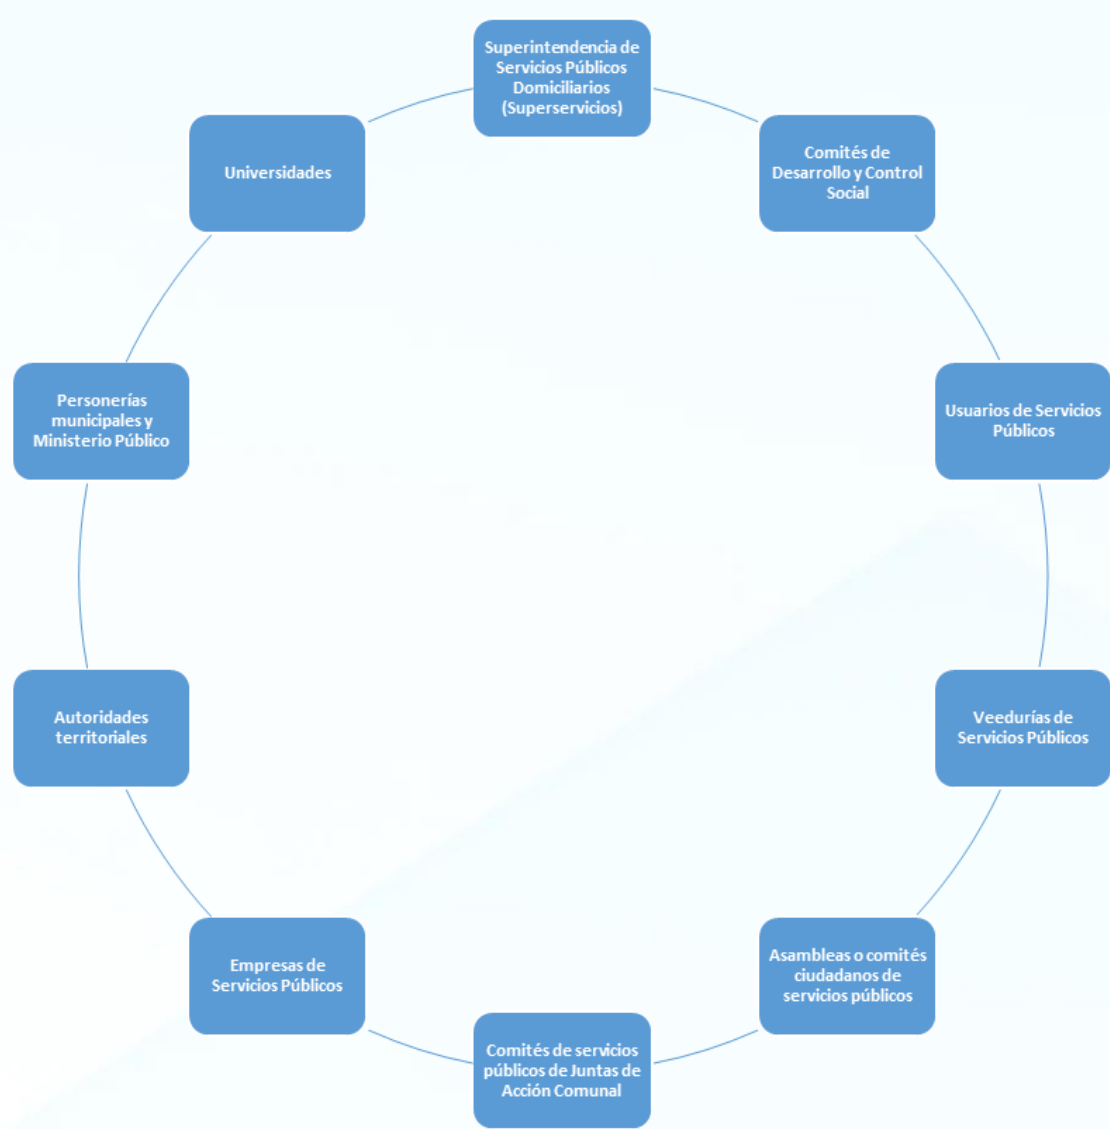 Superintendencia de
Servicios Públicos
Domiciliarios
(Superservicios)
Comités de
Desarrollo y Control
Social
Usuarios de Servicios
Públicos
Veedurías de
Servicios Públicos
Asambleas o comités
ciudadanos de
servicios públicos
Comités de servicios
públicos de Juntas de
Acción Comunal
Empresas de
Servicios Públicos
Autoridades
territoriales
Personerías
municipales y
Ministerio Público
Universidades